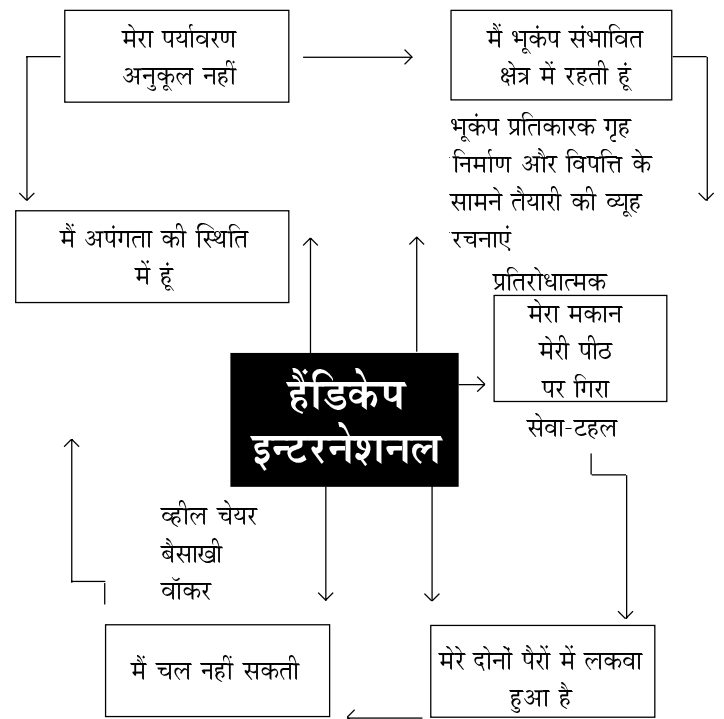 मेरा पर्यावरण
अनुकूल नहीं
मैं भूकंप संभावित
क्षेत्र में रहती हूं
भूकंप प्रतिकारक गृह
निर्माण और विपत्ति के
सामने तैयारी की व्यूह
रचनाएं
मैं अपंगता की स्थिति
में हूं
प्रतिरोधात्मक
मेरा मकान
मेरी पीठ
पर गिरा
सेवा-टहल
हैंडिकेप
इन्टरनेशनल
व्हील चेयर
बैसाखी
वॉकर
मैं चल नहीं सकती
मेरे दोनों पैरों में लकवा
हुआ है